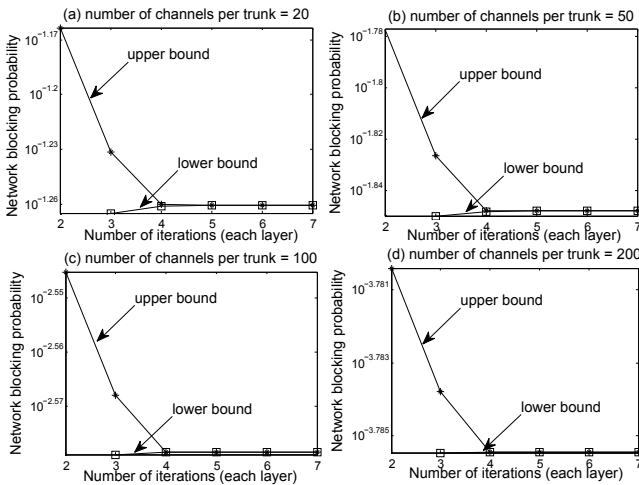 (a) number of channels per trunk = 20
Network blocking probability
10^-1.17
10^-1.2
10^-1.23
10^-1.26
upper bound
lower bound
2 3 4 5 6 7
Number of iterations (each layer)
(b) number of channels per trunk = 50
Network blocking probability
10^-1.78
10^-1.8
10^-1.82
10^-1.84
upper bound
lower bound
2 3 4 5 6 7
Number of iterations (each layer)
(c) number of channels per trunk = 100
Network blocking probability
10^-2.55
10^-2.56
10^-2.57
upper bound
lower bound
2 3 4 5 6 7
Number of iterations (each layer)
(d) number of channels per trunk = 200
Network blocking probability
10^-3.781
10^-3.783
10^-3.785
upper bound
lower bound
2 3 4 5 6 7
Number of iterations (each layer)